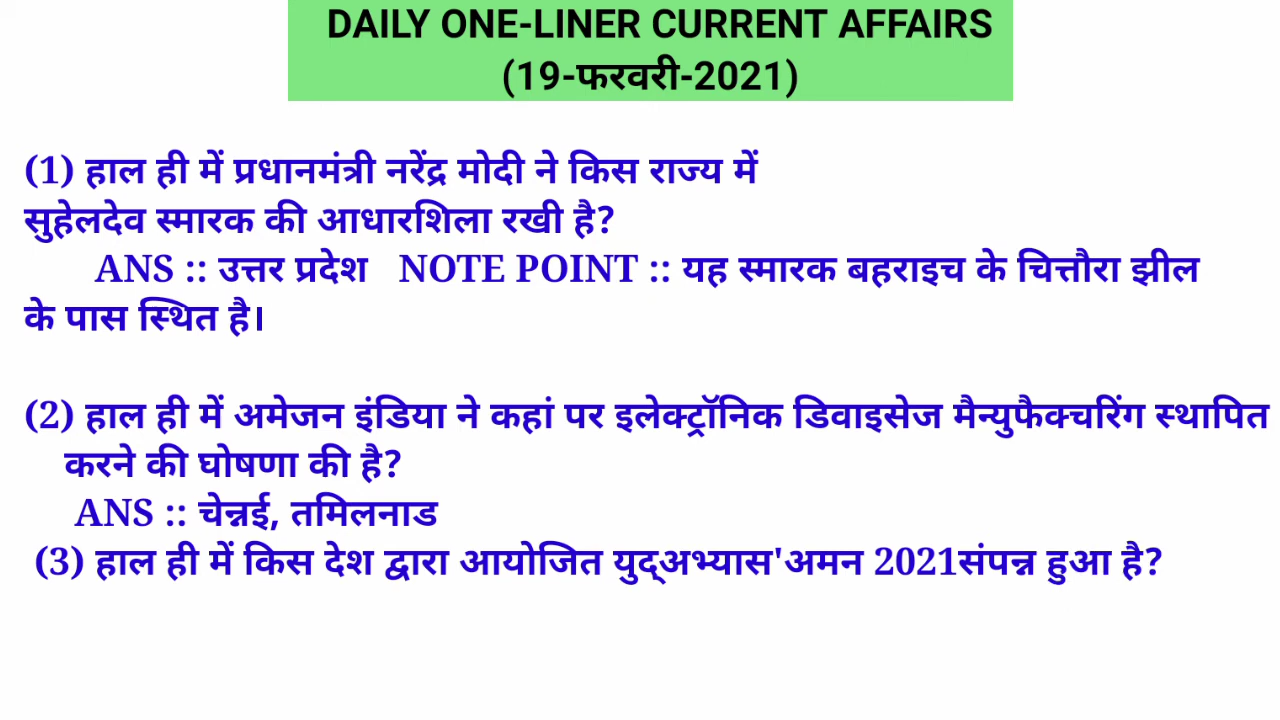 DAILY ONE-LINER CURRENT AFFAIRS
(19-फरवरी-2021)
(1) हाल ही में प्रधानमंत्री नरेंद्र मोदी ने किस राज्य में
सुहेलदेव स्मारक की आधारशिला रखी है?
ANS :: उत्तर प्रदेश NOTE POINT :: यह स्मारक बहराइच के चित्तौरा झील
के पास स्थित है।
(2) हाल ही में अमेजन इंडिया ने कहां पर इलेक्ट्रॉनिक डिवाइसेज मैन्युफैक्चरिंग स्थापित
करने की घोषणा की है?
ANS :: चेन्नई, तमिलनाड
(3) हाल ही में किस देश द्वारा आयोजित युद्अभ्यास'अमन 2021संपन्न हुआ है?